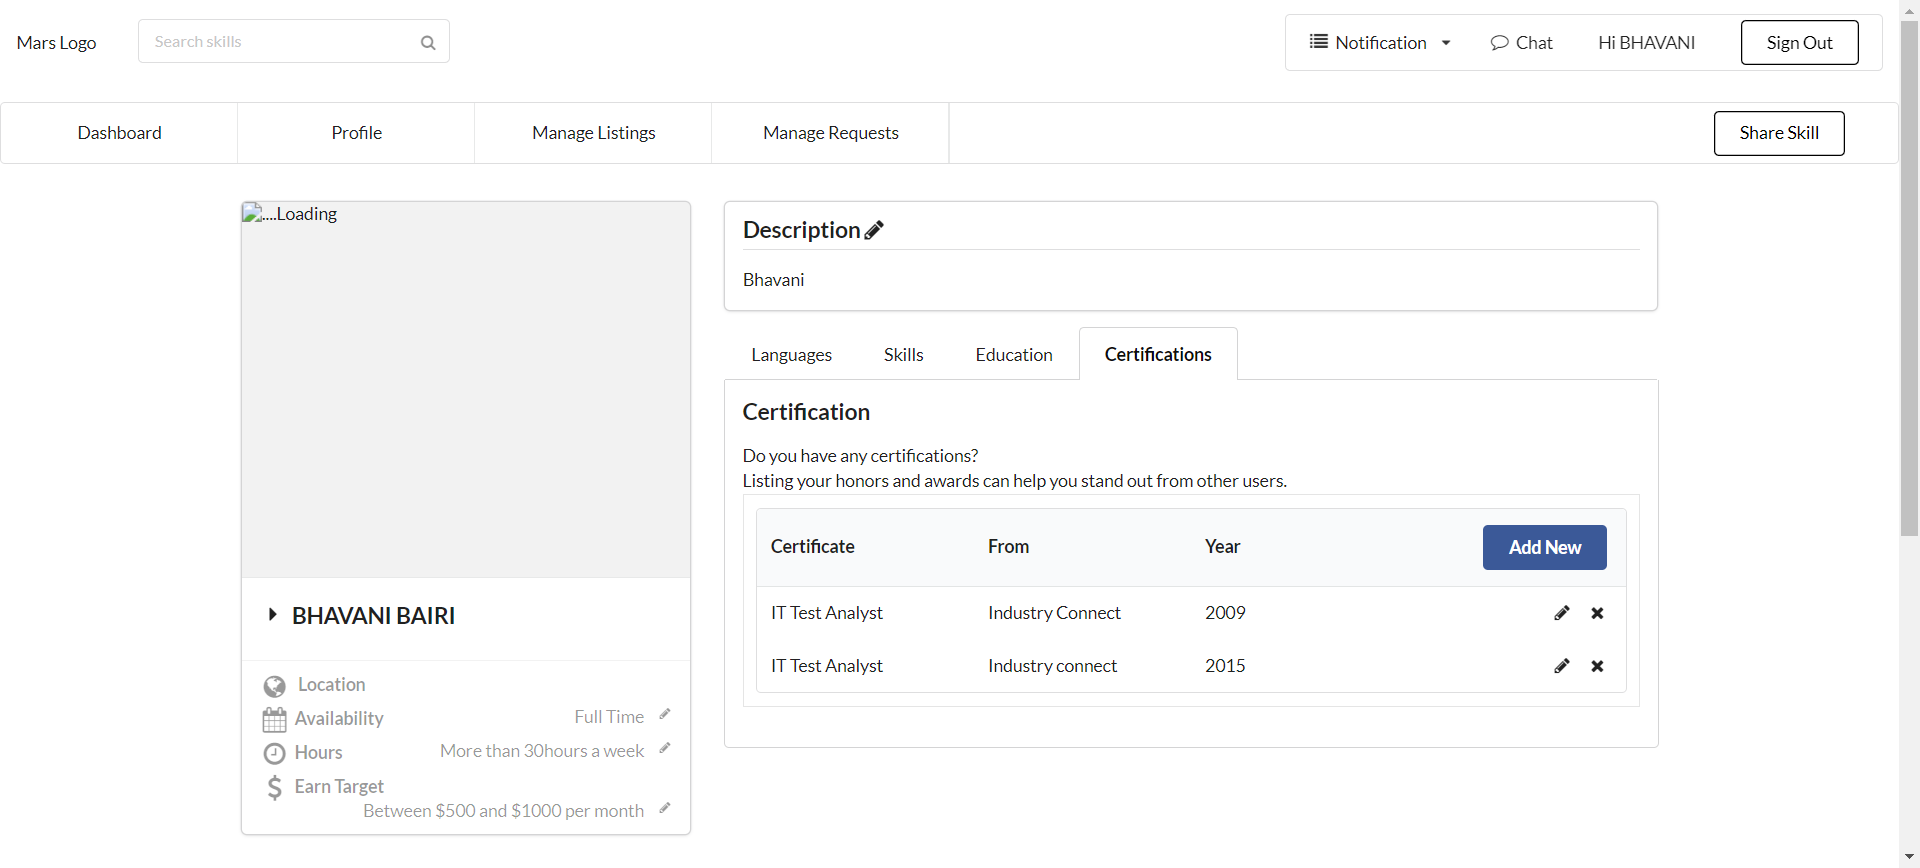 Mars Logo
Search skills
Notification
Chat
Hi BHAVANI
Sign Out
Dashboard
Profile
Manage Listings
Manage Requests
Share Skill
....Loading
BHAVANI BAIRI
Location
Availability
Full Time
Hours
More than 30hours a week
Earn Target
Between $500 and $1000 per month
Description
Bhavani
Languages
Skills
Education
Certifications
Certification
Do you have any certifications?
Listing your honors and awards can help you stand out from other users.
Certificate From Year Add New
IT Test Analyst Industry Connect 2009
IT Test Analyst Industry connect 2015